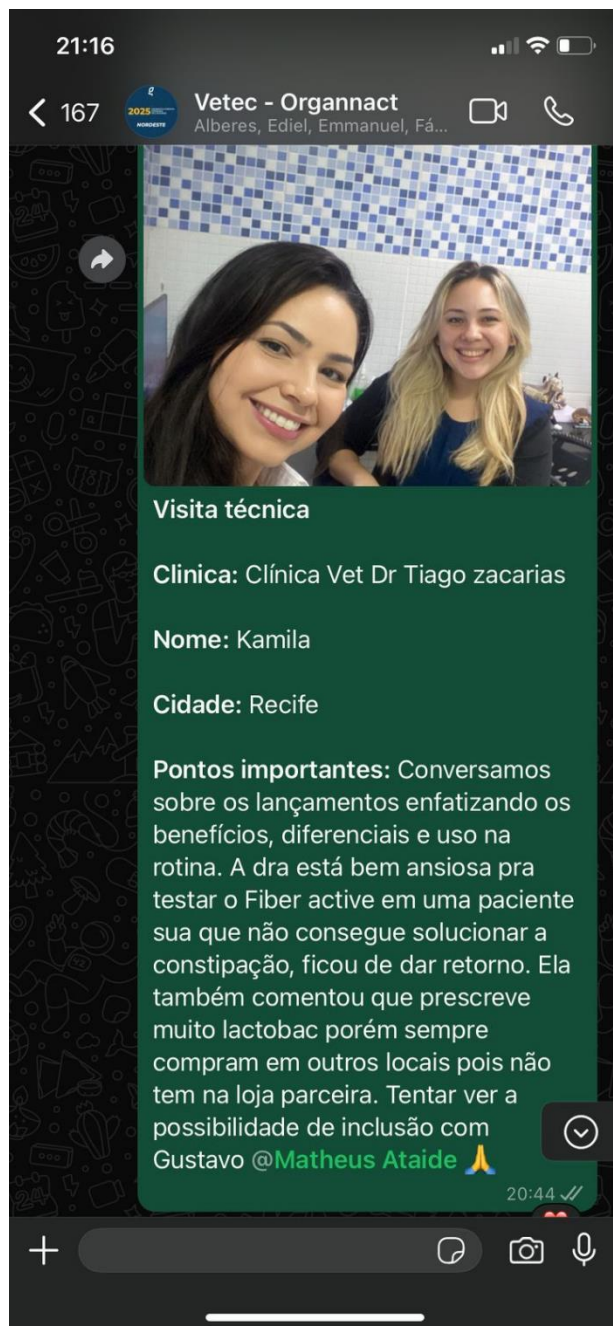 21:16
167
Vetec - Organnact
Alberes, Ediel, Emmanuel, Fá...
2025
NORDESTE
Visita técnica
Clinica: Clínica Vet Dr Tiago zacarias
Nome: Kamila
Cidade: Recife
Pontos importantes: Conversamos
sobre os lançamentos enfatizando os
benefícios, diferenciais e uso na
rotina. A dra está bem ansiosa pra
testar o Fiber active em uma paciente
sua que não consegue solucionar a
constipação, ficou de dar retorno. Ela
também comentou que prescreve
muito lactobac porém sempre
compram em outros locais pois não
tem na loja parceira. Tentar ver a
possibilidade de inclusão com
Gustavo @Matheus Ataide 🙏
20:44